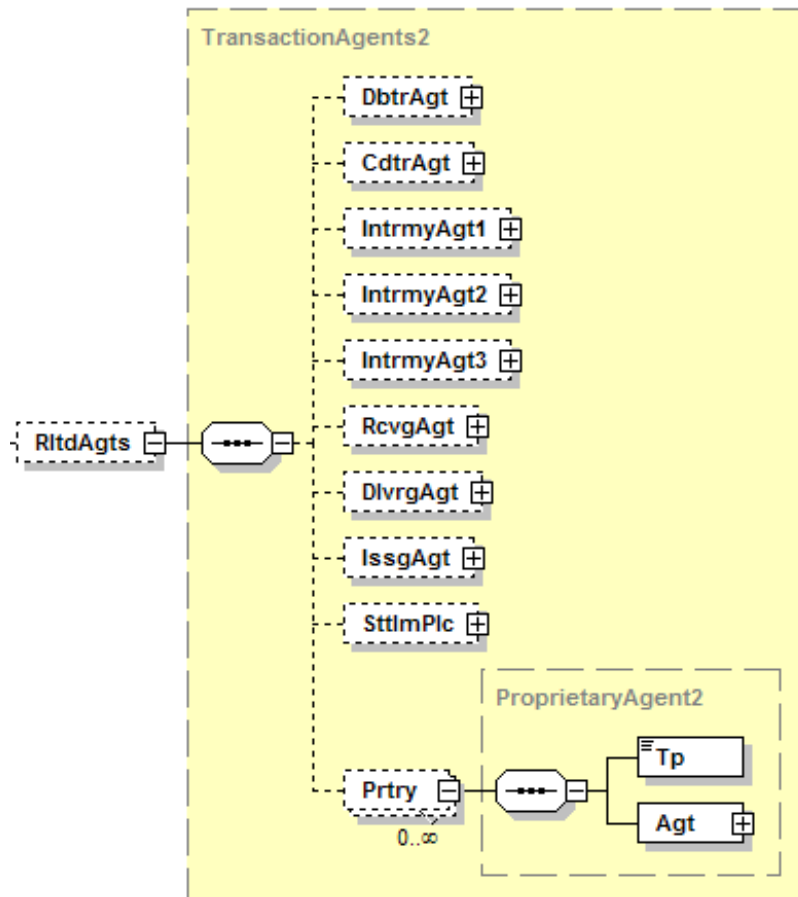 TransactionAgents2
DbtrAgt
CdtrAgt
IntrmyAgt1
IntrmyAgt2
IntrmyAgt3
RltdAgts
RcvgAgt
DlvrgAgt
IssgAgt
SttlmPlc
ProprietaryAgent2
Tp
Prtry
0..∞
Agt